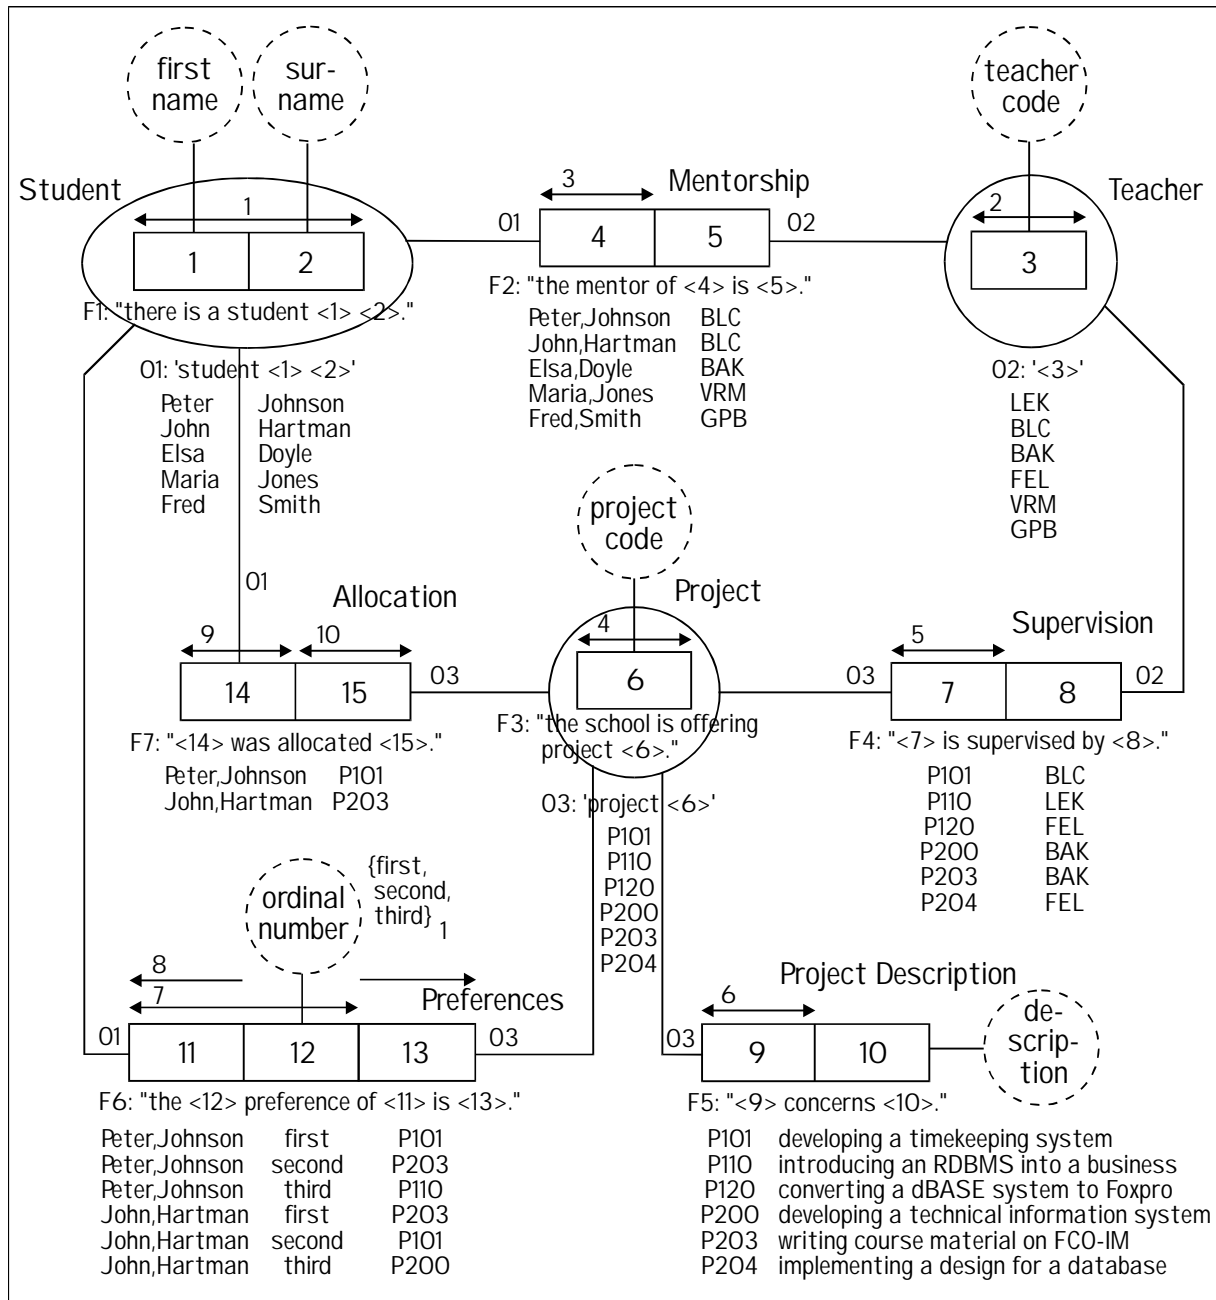 first
name
sur-
name
teacher
code
Student
1
1 2
F1: "there is a student <1> <2>."
O1: 'student <1> <2>'
Peter Johnson
John Hartman
Elsa Doyle
Maria Jones
Fred Smith
Mentorship
3
O1 4 5 O2
F2: "the mentor of <4> is <5>."
Peter,Johnson BLC
John,Hartman BLC
Elsa,Doyle BAK
Maria,Jones VRM
Fred,Smith GPB
Teacher
2
3
O2: '<3>'
LEK
BLC
BAK
FEL
VRM
GPB
project
code
O1
Allocation
9 10
14 15 O3
F7: "<14> was allocated <15>."
Peter,Johnson P101
John,Hartman P203
Project
4
6
F3: "the school is offering
project <6>."
O3: 'project <6>'
P101
P110
P120
P200
P203
P204
Supervision
5
O3 7 8 O2
F4: "<7> is supervised by <8>."
P101 BLC
P110 LEK
P120 FEL
P200 BAK
P203 BAK
P204 FEL
ordinal
number
{first,
second,
third} 1
8
7
Preferences
O1 11 12 13 O3
F6: "the <12> preference of <11> is <13>."
Peter,Johnson first P101
Peter,Johnson second P203
Peter,Johnson third P110
John,Hartman first P203
John,Hartman second P101
John,Hartman third P200
Project Description
6
O3 9 10
de-
scrip-
tion
F5: "<9> concerns <10>."
P101 developing a timekeeping system
P110 introducing an RDBMS into a business
P120 converting a dBASE system to Foxpro
P200 developing a technical information system
P203 writing course material on FCO-IM
P204 implementing a design for a database